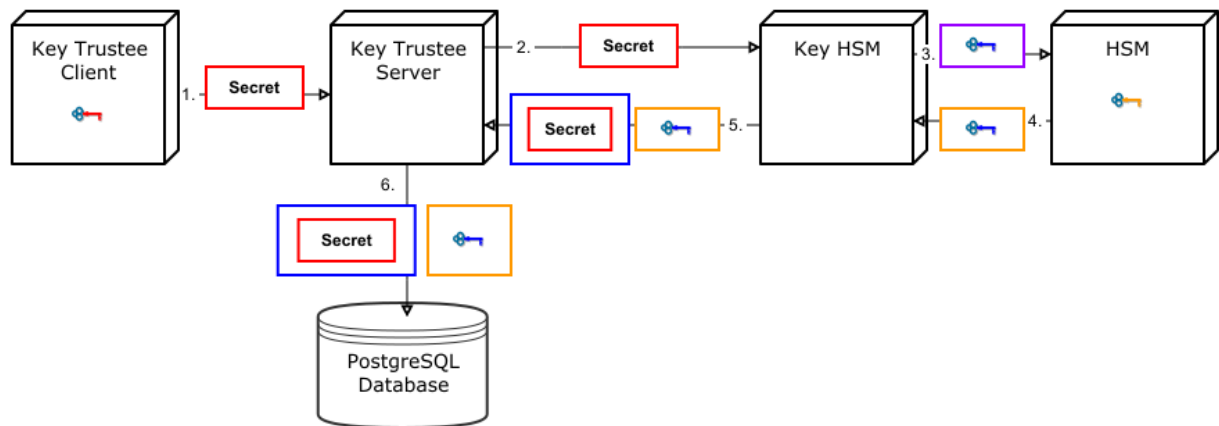 Key Trustee
Client
1.
Secret
Key Trustee
Server
2.
Secret
Key HSM
3.
HSM
4.
5.
Secret
6.
Secret
PostgreSQL
Database